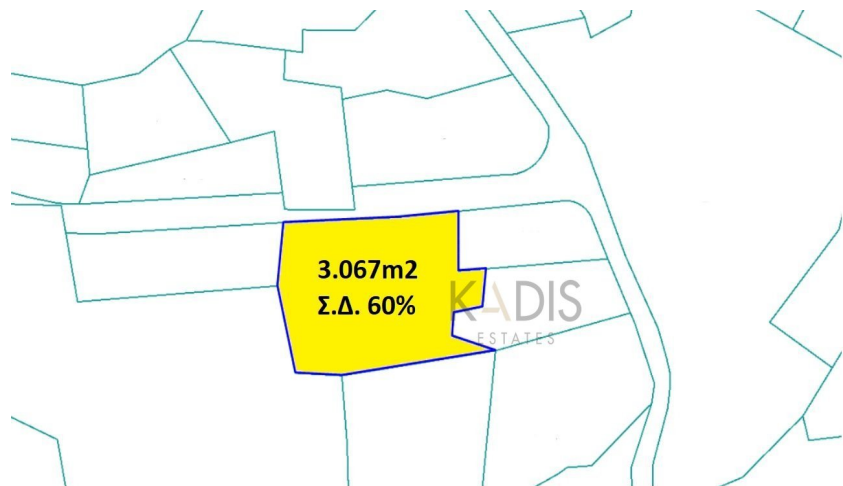 3.067m2
Σ.Δ. 60%
KADIS
ESTATES